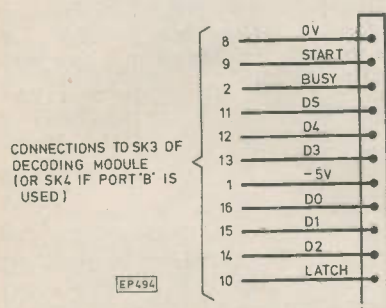 8 0V
9 START
2 BUSY
11 DS
12 D4
13 D3
1 -5V
16 D0
15 D1
14 D2
10 LATCH
CONNECTIONS TO SK3 OF
DECODING MODULE
(OR SK4 IF PORT 'B' IS
USED)
EP494